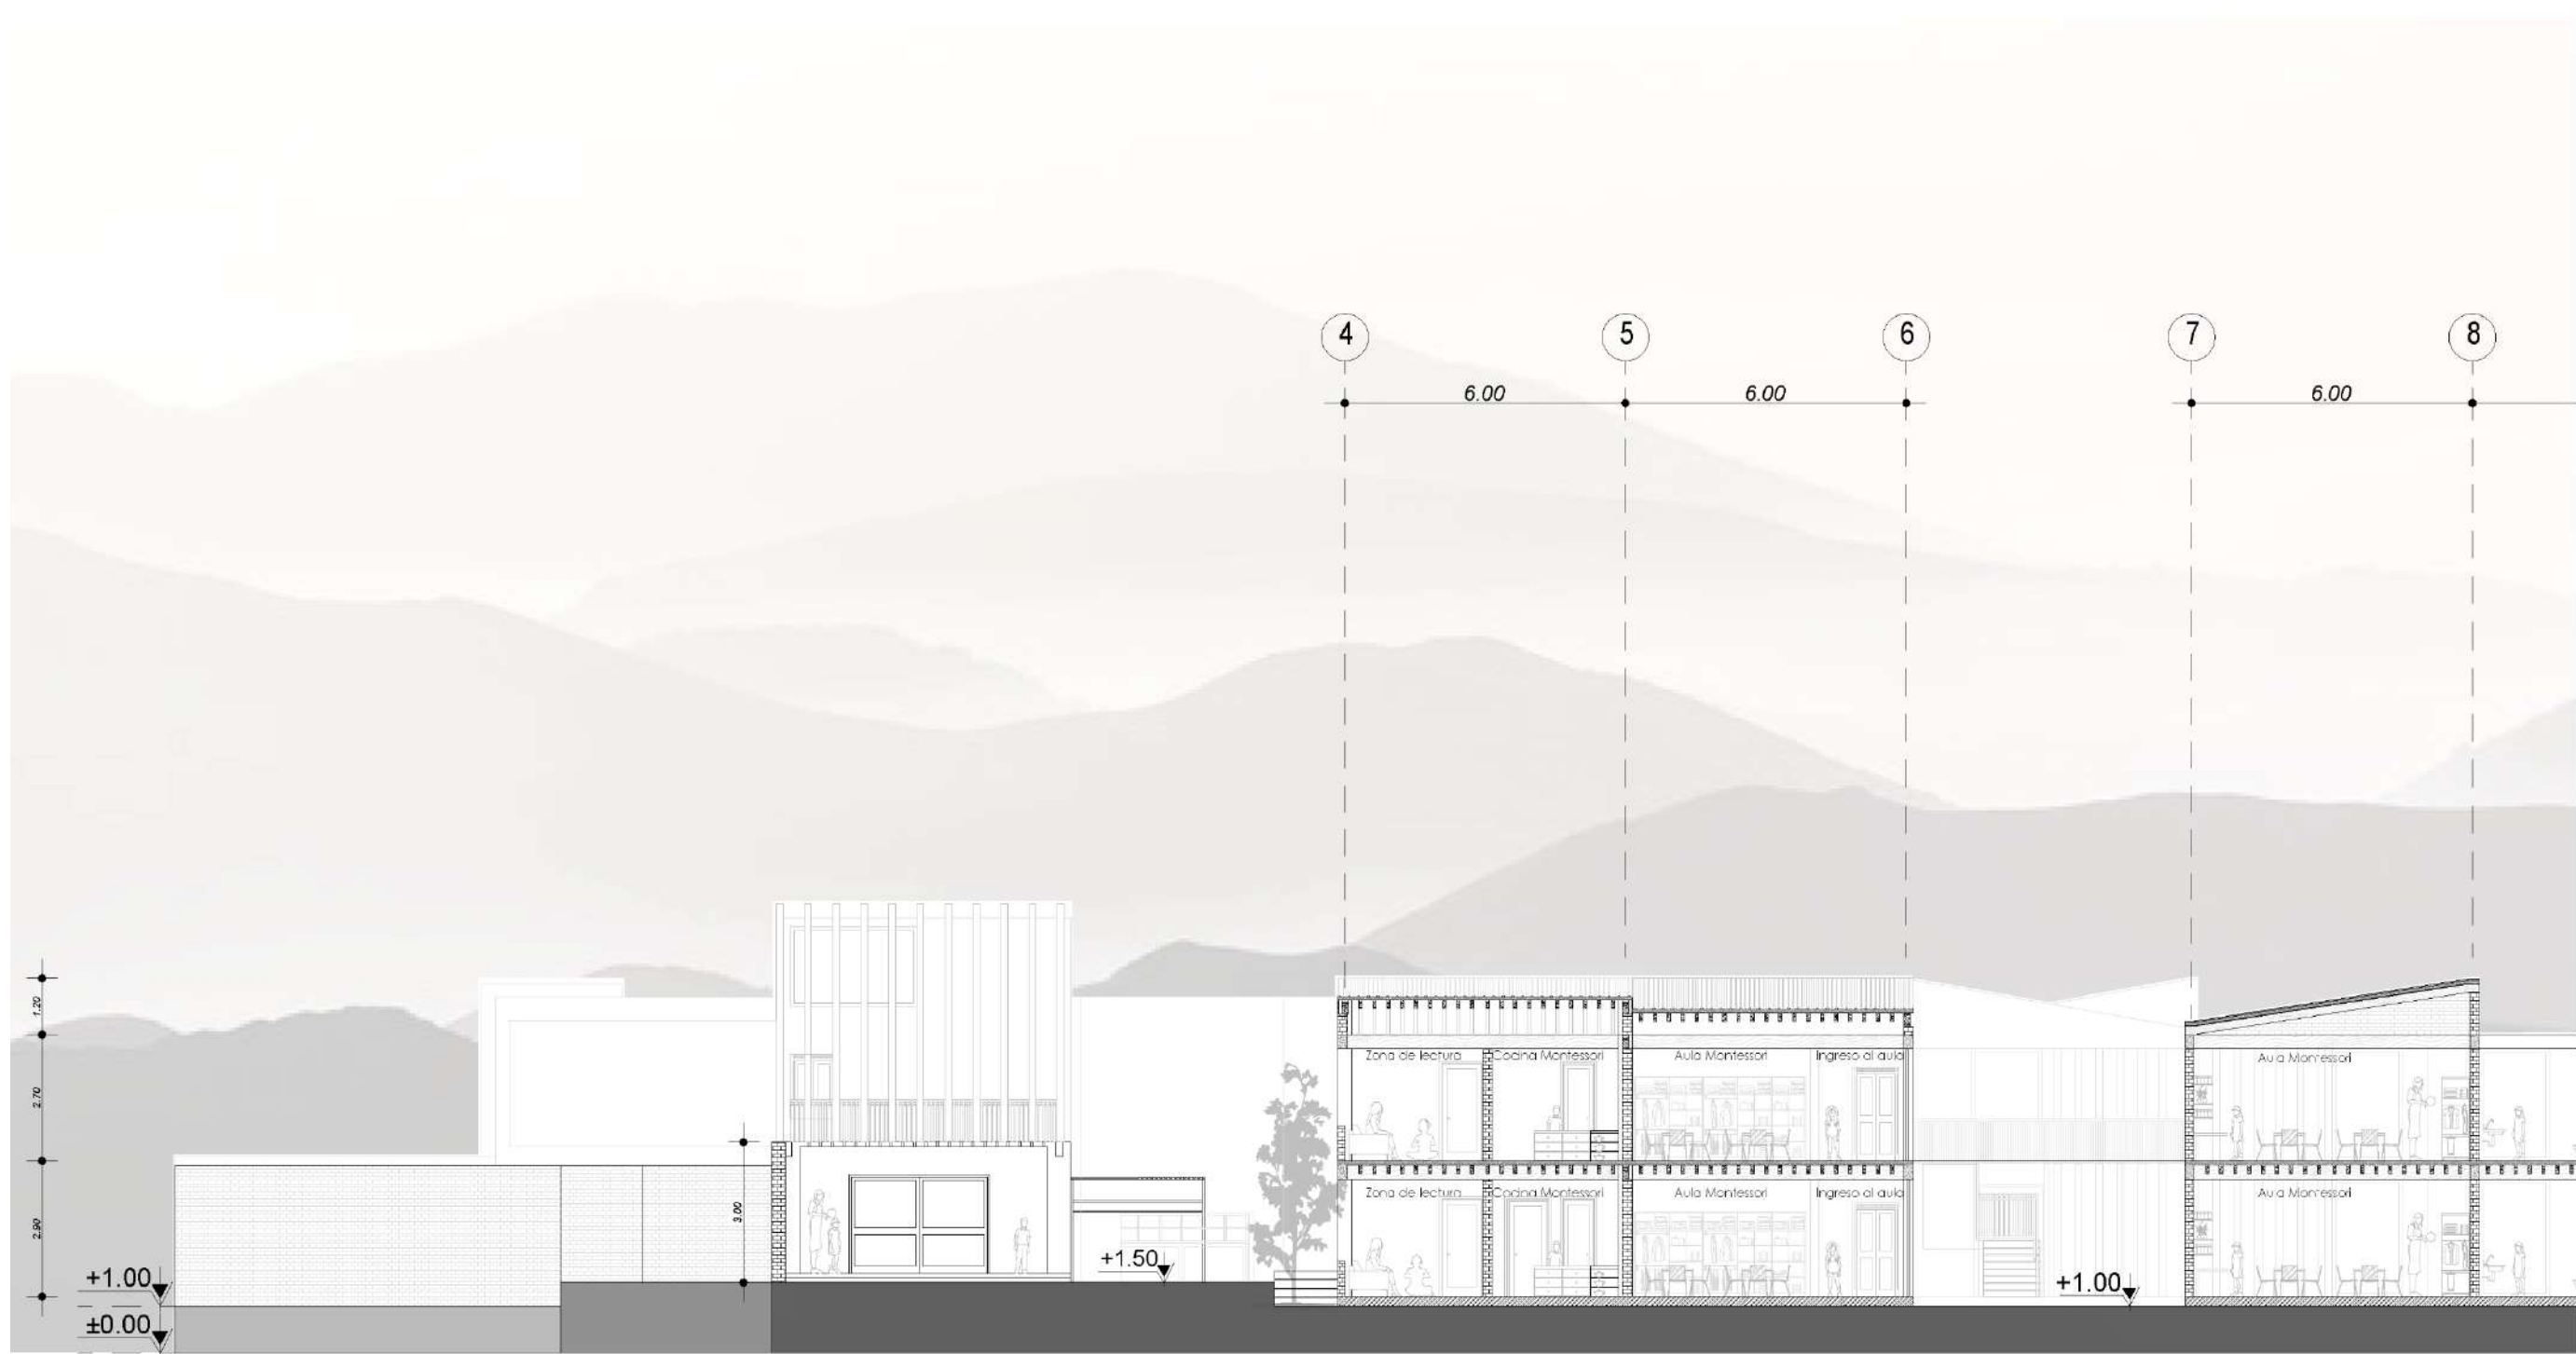 4 5 6 7 8
6.00 6.00 6.00
1.20
2.70
2.90
3.00
Zona de lectura Cocina Montessori Aula Montessori Ingreso al aula Aula Montessori
Zona de lectura Cocina Montessori Aula Montessori Ingreso al aula Aula Montessori
+1.50
+1.00 +1.00
±0.00